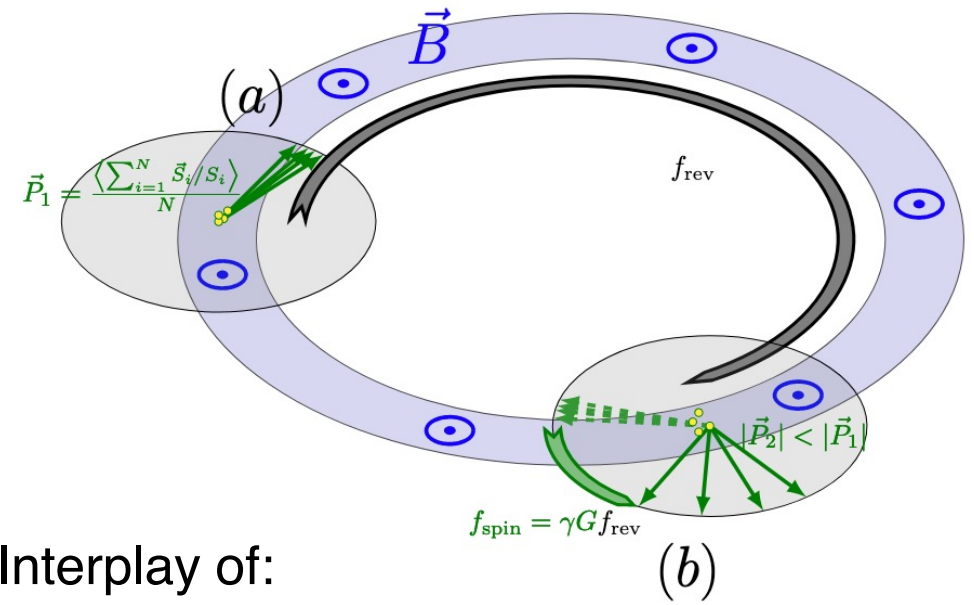 $\vec{B}$
(a)
$\vec{P}_1 = \frac{\left\langle \sum_{i=1}^{N} \vec{S}_i / S_i \right\rangle}{N}$
$f_{\text{rev}}$
$|\vec{P}_2| < |\vec{P}_1|$
$f_{\text{spin}} = \gamma G f_{\text{rev}}$
Interplay of:
(b)